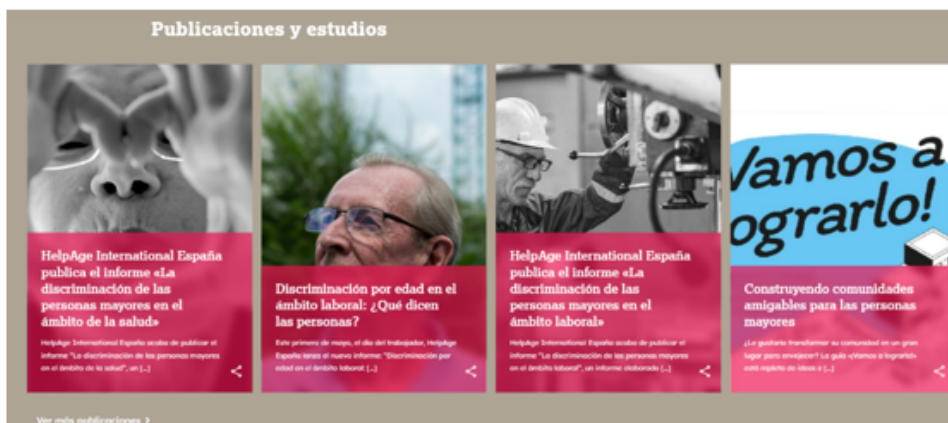 Publicaciones y estudios
HelpAge International España
publica el informe «La
discriminación de las
personas mayores en el
ámbito de la salud»
HelpAge International España acaba de publicar el
informe "La discriminación de las personas mayores
en el ámbito de la salud", un [...]
Discriminación por edad en el
ámbito laboral: ¿Qué dicen
las personas?
Este primero de mayo, el día del trabajador, HelpAge
España lanza el nuevo informe: "Discriminación por
edad en el ámbito laboral [...]
HelpAge International España
publica el informe «La
discriminación de las
personas mayores en el
ámbito laboral»
HelpAge International España acaba de publicar el
informe "La discriminación de las personas mayores
en el ámbito laboral", un informe elaborado [...]
Vamos a
ograrlo!
Construyendo comunidades
amigables para las personas
mayores
¿Le gustaría transformar su comunidad en un gran
lugar para envejecer? La guía «Vamos a lograrlo»
está repleta de ideas e [...]
Ver más publicaciones >